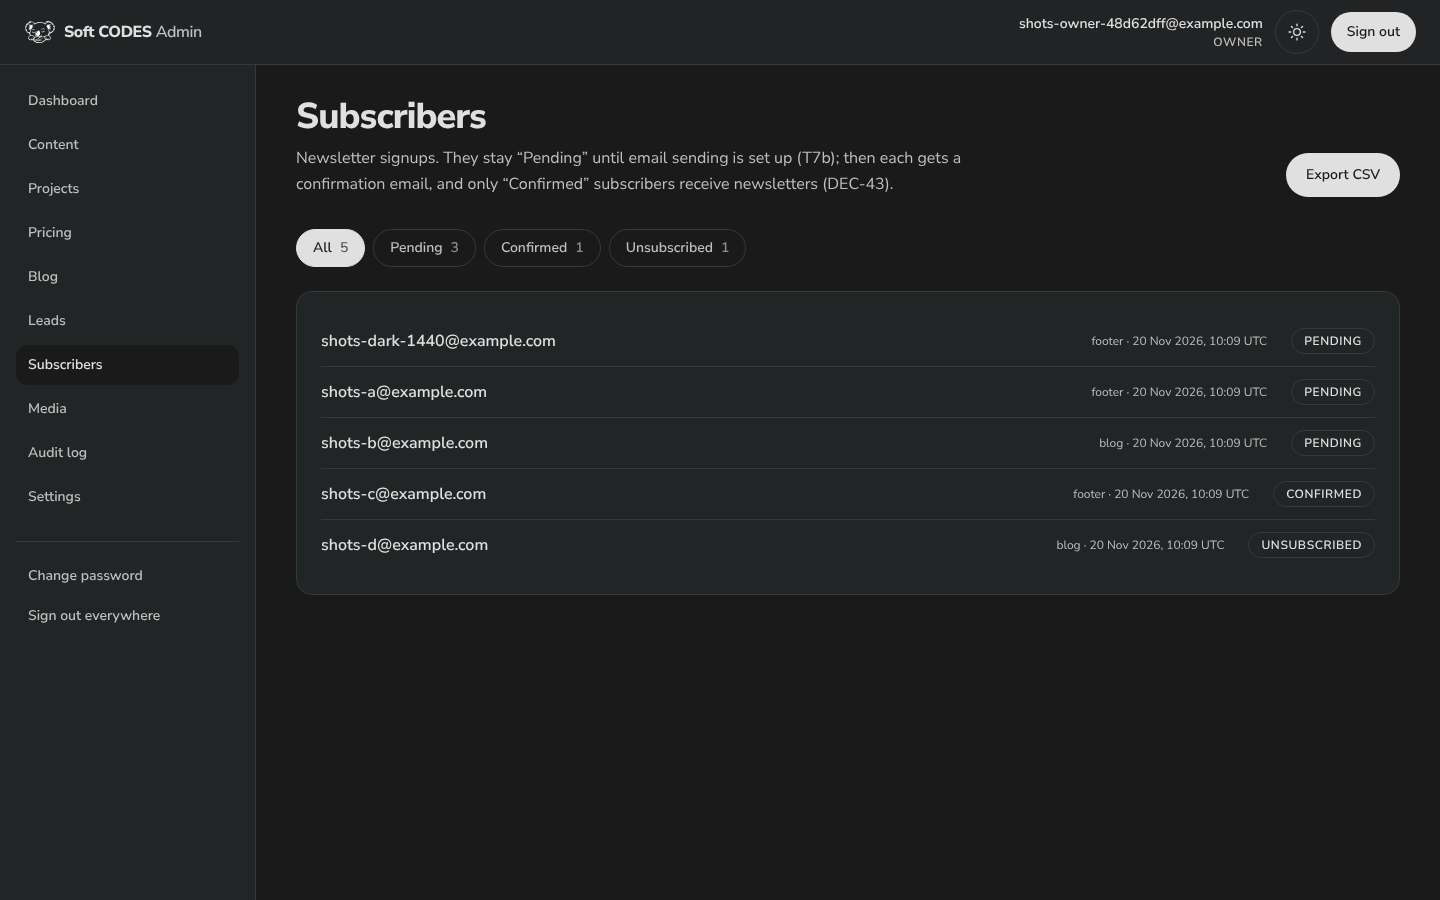 Soft CODES Admin
shots-owner-48d62dff@example.com
OWNER
Sign out
Dashboard
Content
Projects
Pricing
Blog
Leads
Subscribers
Media
Audit log
Settings
Change password
Sign out everywhere
Subscribers
Newsletter signups. They stay “Pending” until email sending is set up (T7b); then each gets a
confirmation email, and only “Confirmed” subscribers receive newsletters (DEC-43).
Export CSV
All 5
Pending 3
Confirmed 1
Unsubscribed 1
shots-dark-1440@example.com footer · 20 Nov 2026, 10:09 UTC PENDING
shots-a@example.com footer · 20 Nov 2026, 10:09 UTC PENDING
shots-b@example.com blog · 20 Nov 2026, 10:09 UTC PENDING
shots-c@example.com footer · 20 Nov 2026, 10:09 UTC CONFIRMED
shots-d@example.com blog · 20 Nov 2026, 10:09 UTC UNSUBSCRIBED